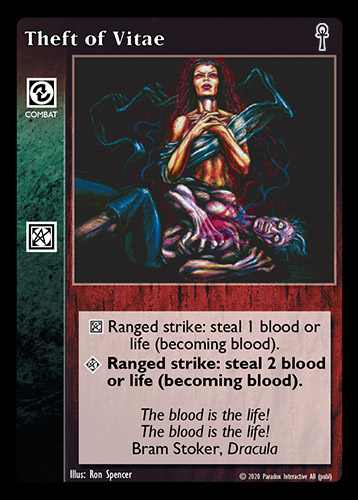 Theft of Vitae
COMBAT
Ranged strike: steal 1 blood or
life (becoming blood).
Ranged strike: steal 2 blood
or life (becoming blood).
The blood is the life!
The blood is the life!
Bram Stoker, Dracula
Illus: Ron Spencer
© 2020 Paradox Interactive AB (publ)